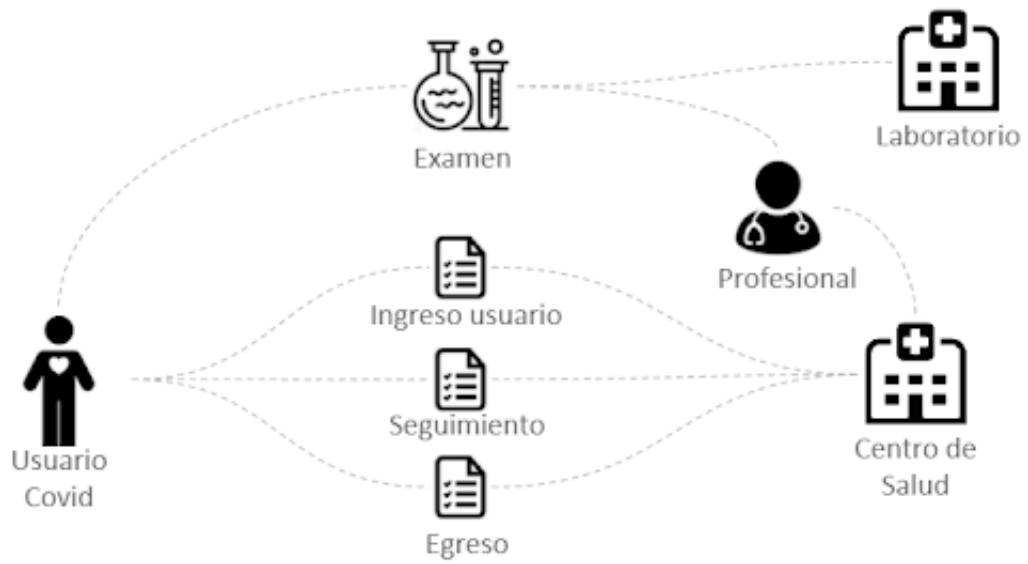 Laboratorio
Examen
Profesional
Ingreso usuario
Seguimiento
Usuario
Covid
Centro de
Salud
Egreso